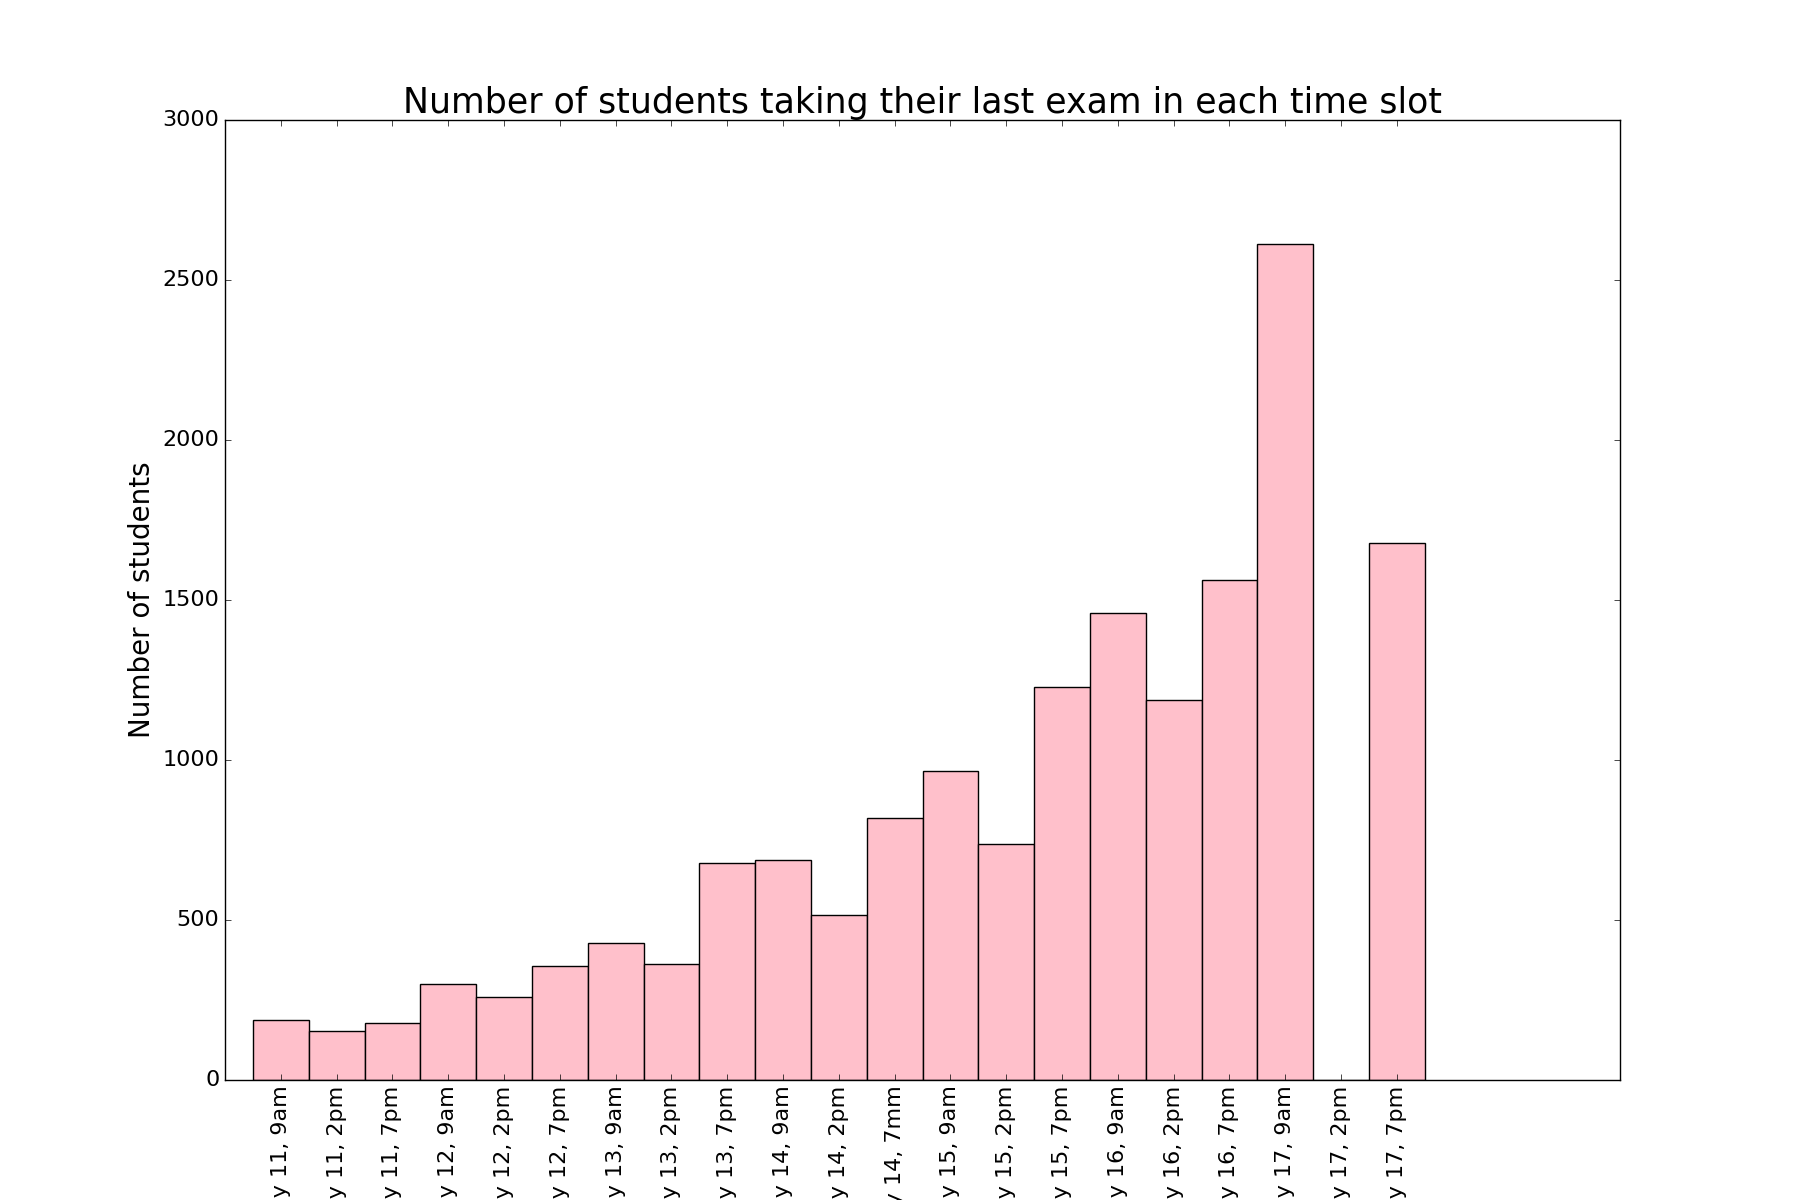 Number of students taking their last exam in each time slot
3000
2500
2000
1500
1000
500
0
Number of students
y 11, 9am
y 11, 2pm
y 11, 7pm
y 12, 9am
y 12, 2pm
y 12, 7pm
y 13, 9am
y 13, 2pm
y 13, 7pm
y 14, 9am
y 14, 2pm
y 14, 7mm
y 15, 9am
y 15, 2pm
y 15, 7pm
y 16, 9am
y 16, 2pm
y 16, 7pm
y 17, 9am
y 17, 2pm
y 17, 7pm